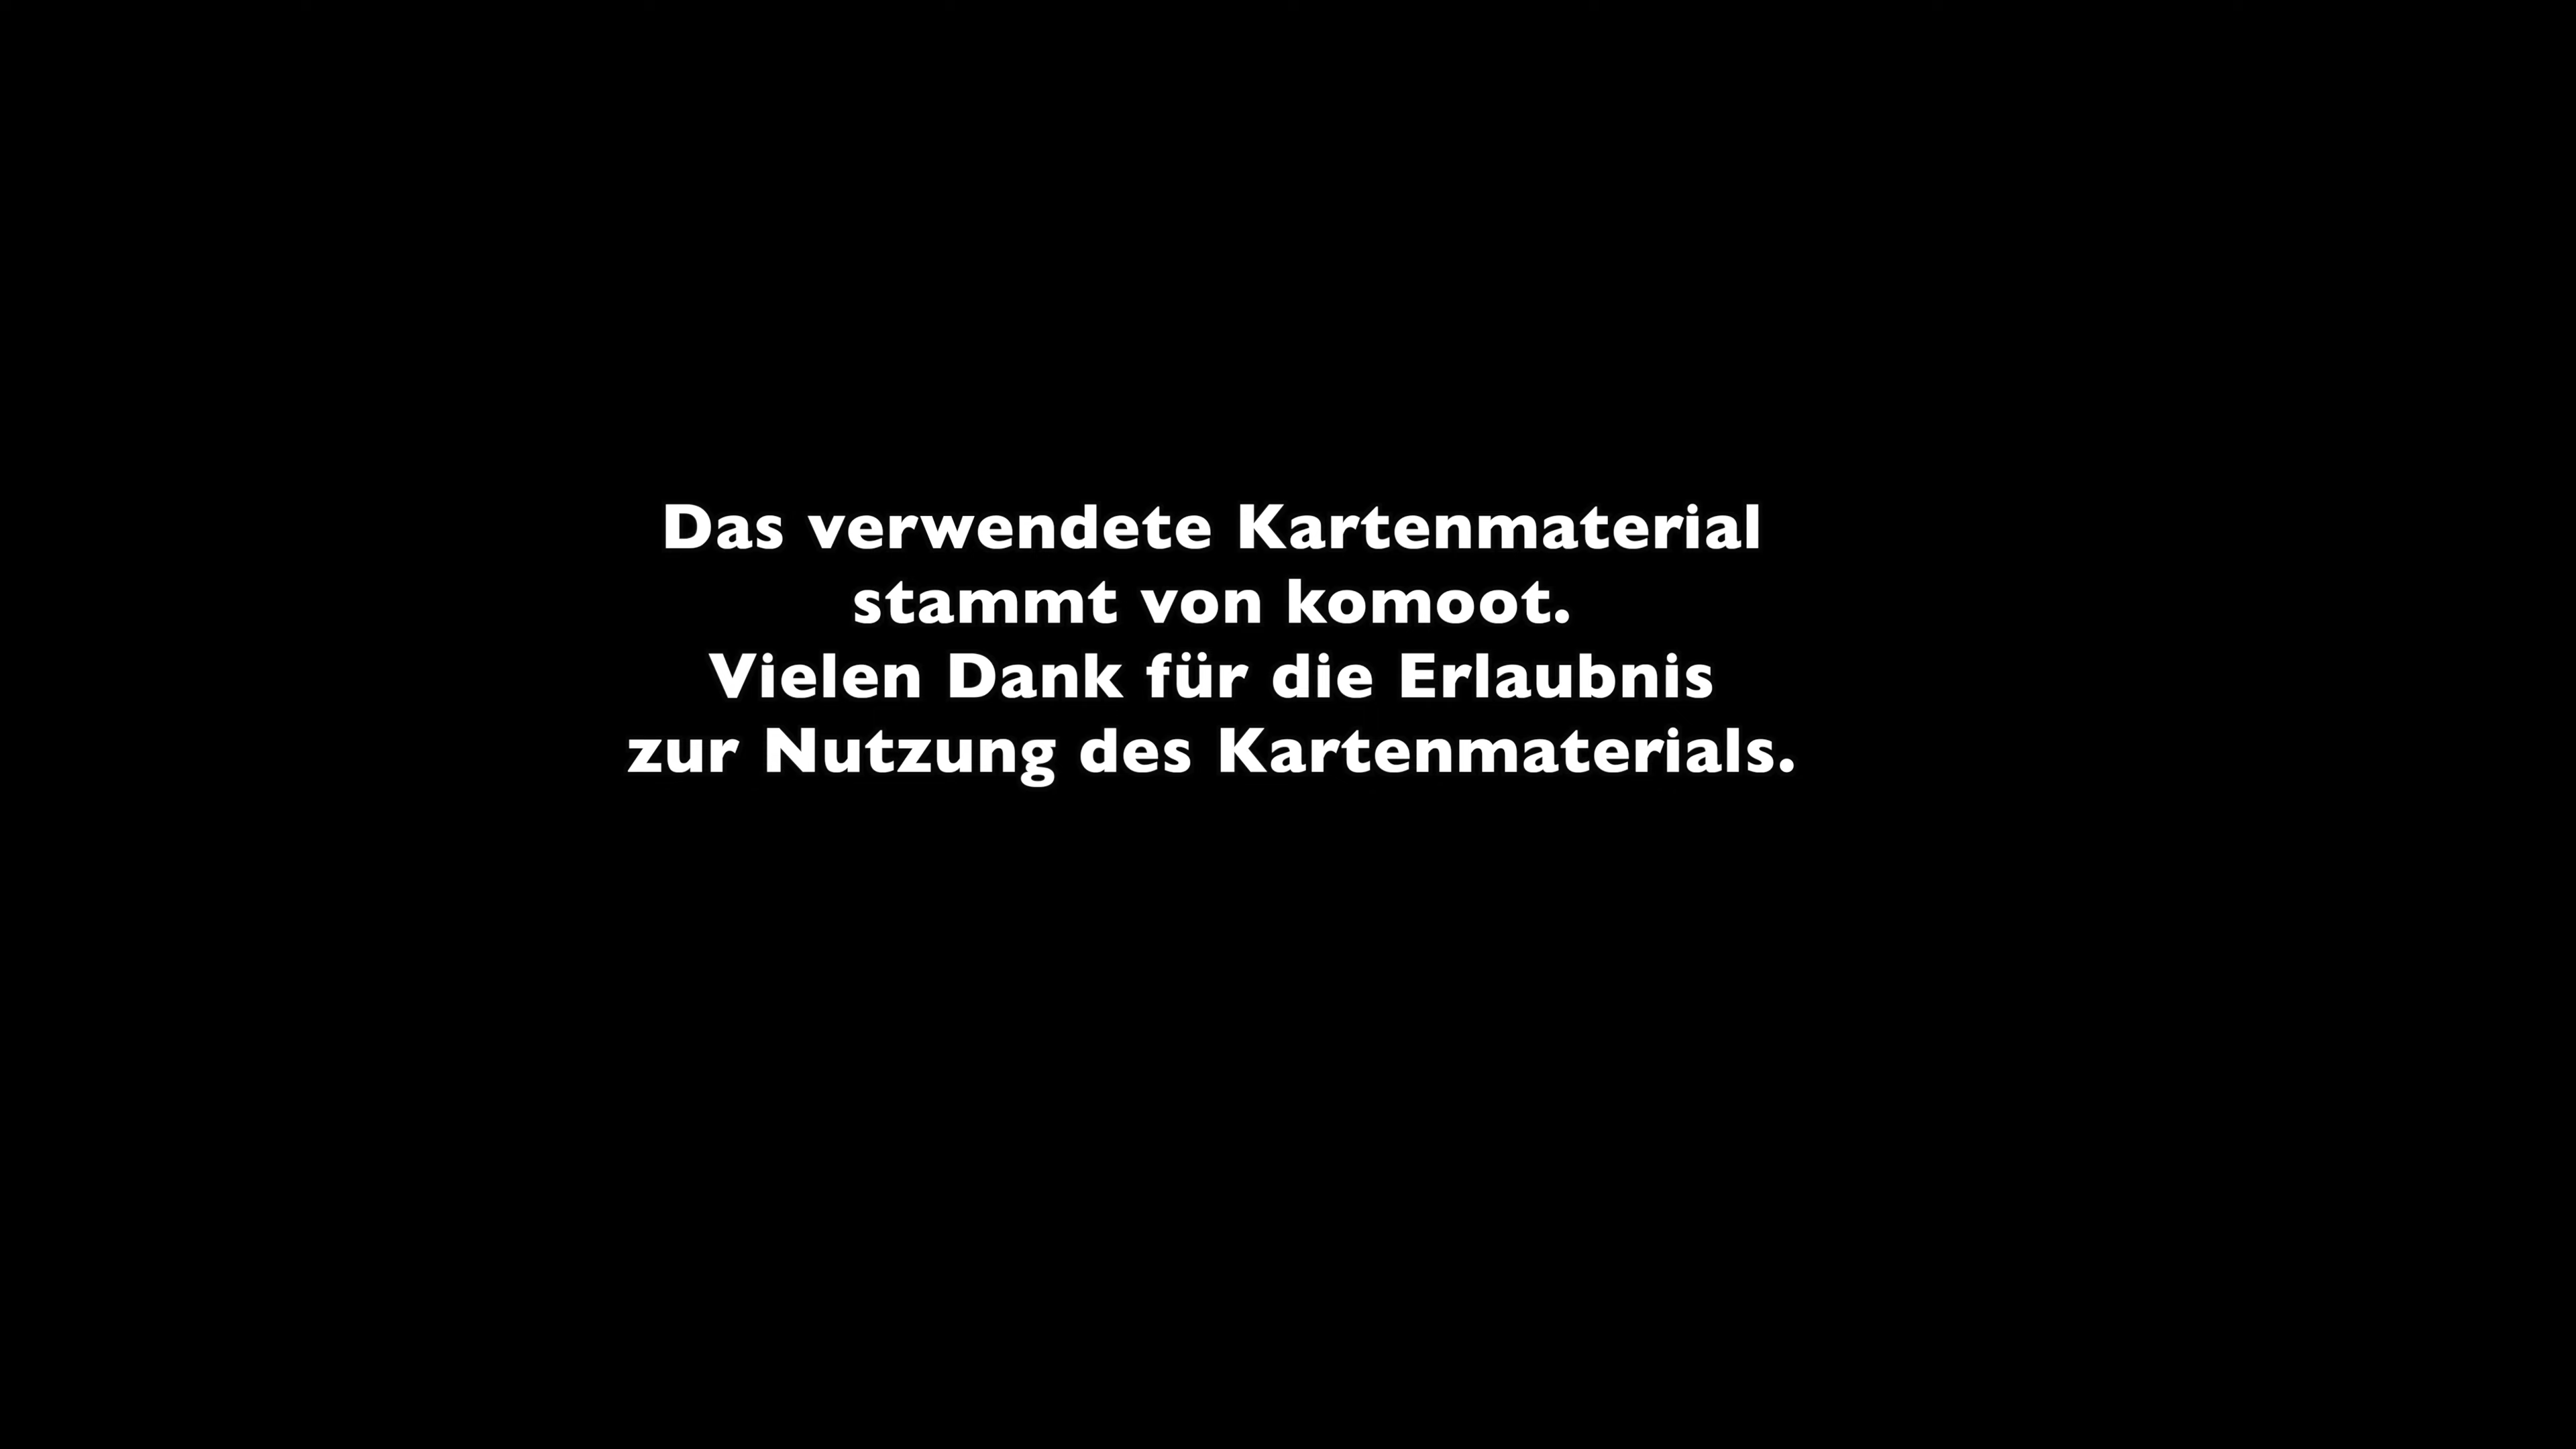 Das verwendete Kartenmaterial
stammt von komoot.
Vielen Dank für die Erlaubnis
zur Nutzung des Kartenmaterials.